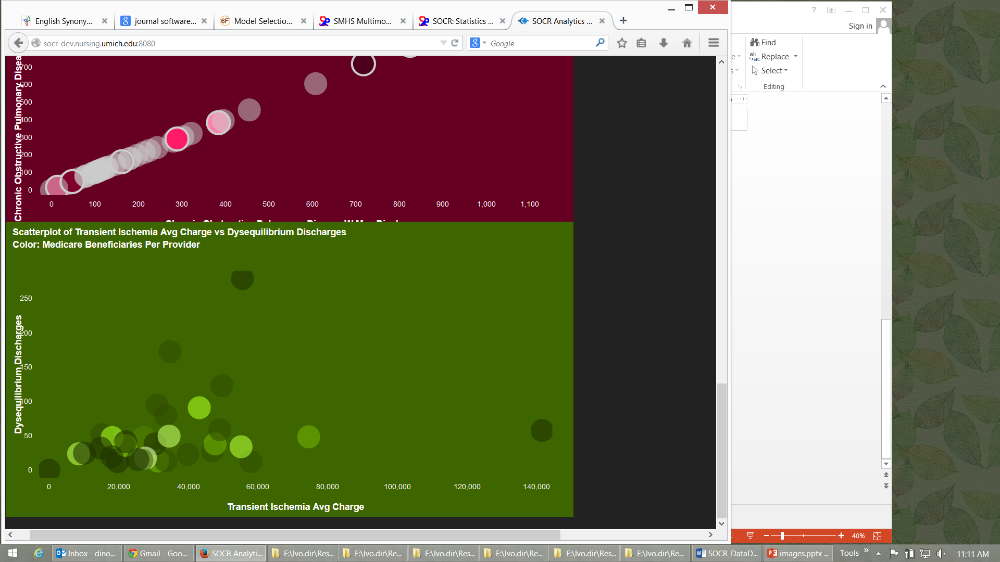 English Synony...
journal software...
6F
Model Selectio...
SMHS Multimo...
SOCR: Statistics ...
SOCR Analytics ...
socr-dev.nursing.umich.edu:8080
8
Google
?
Sign in
Find
Replace
Select
Editing
Chronic Obstructive Pulmonary Disea
700
600
500
400
300
200
100
0
0 100 200 300 400 500 600 700 800 900 1,000 1,100
Scatterplot of Transient Ischemia Avg Charge vs Dysequilibrium Discharges
Color: Medicare Beneficiaries Per Provider
Dysequilibrium Discharges
250
200
150
100
50
0
0 20,000 40,000 60,000 80,000 100,000 120,000 140,000
Transient Ischemia Avg Charge
40%
Inbox - dino...
Gmail - Goo...
SOCR Analyti...
E:\Ivo.dir\Res...
E:\Ivo.dir\Re...
E:\Ivo.dir\Res...
E:\Ivo.dir\Re...
E:\Ivo.dir\Res...
E:\Ivo.dir\Re...
SOCR_DataD...
images.pptx ...
Tools
11:11 AM